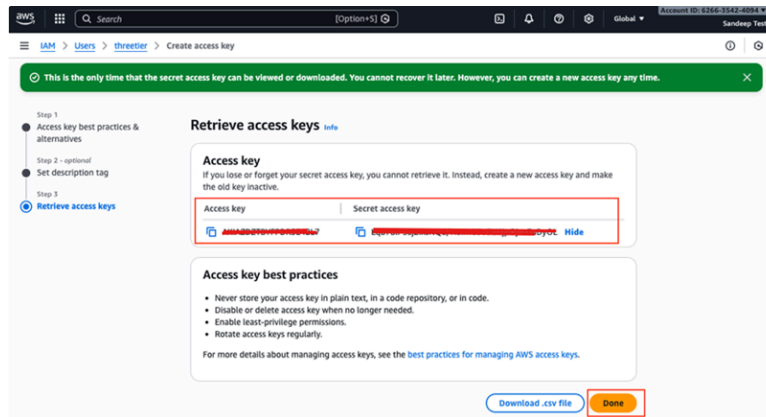 aws Search [Option+S] Global Account ID: 6266-3542-4094
Sandeep Test
IAM > Users > threetier > Create access key
This is the only time that the secret access key can be viewed or downloaded. You cannot recover it later. However, you can create a new access key any time.
Step 1
Access key best practices &
alternatives
Step 2 - optional
Set description tag
Step 3
Retrieve access keys
Retrieve access keys Info
Access key
If you lose or forget your secret access key, you cannot retrieve it. Instead, create a new access key and make
the old key inactive.
Access key Secret access key
Hide
Access key best practices
• Never store your access key in plain text, in a code repository, or in code.
• Disable or delete access key when no longer needed.
• Enable least-privilege permissions.
• Rotate access keys regularly.
For more details about managing access keys, see the best practices for managing AWS access keys.
Download .csv file Done